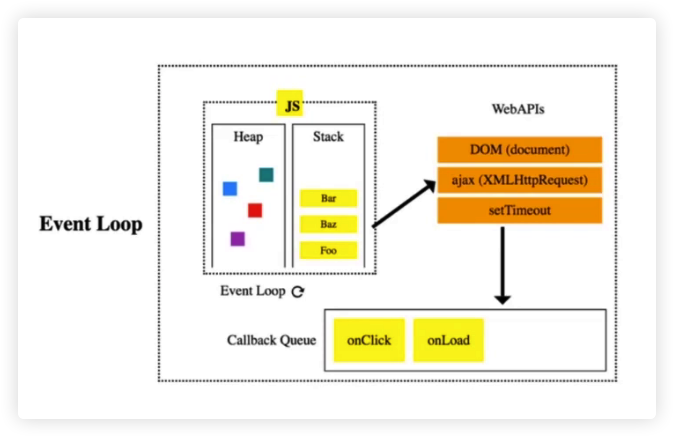 Event Loop
JS
Heap
Stack
Bar
Baz
Foo
Event Loop
WebAPIs
DOM (document)
ajax (XMLHttpRequest)
setTimeout
Callback Queue
onClick
onLoad